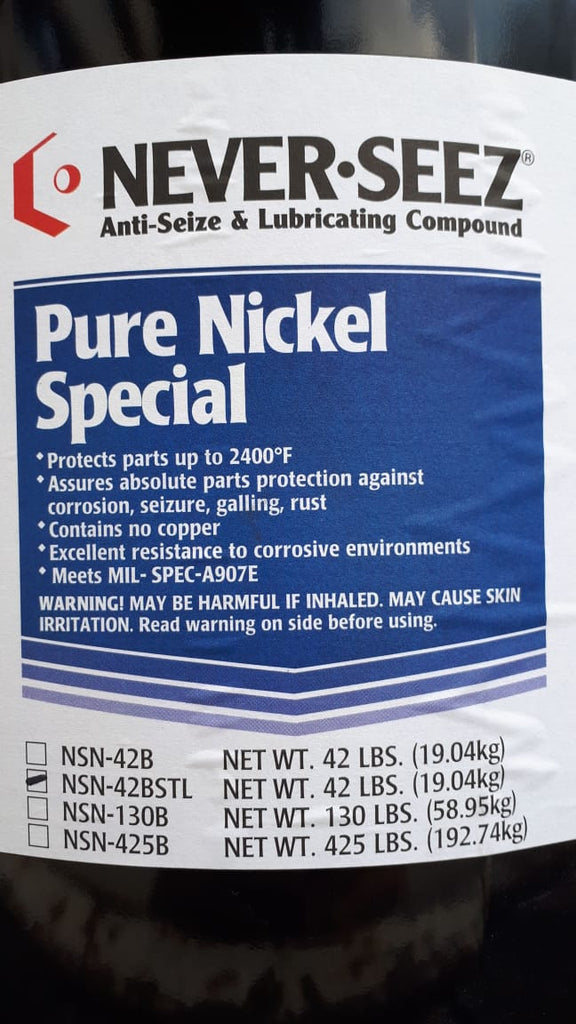 NEVER•SEEZ®
Anti-Seize & Lubricating Compound
Pure Nickel
Special
◆Protects parts up to 2400°F
◆Assures absolute parts protection against
corrosion, seizure, galling, rust
◆Contains no copper
◆Excellent resistance to corrosive environments
◆Meets MIL- SPEC-A907E
WARNING! MAY BE HARMFUL IF INHALED. MAY CAUSE SKIN
IRRITATION. Read warning on side before using.
NSN-42B NET WT. 42 LBS. (19.04kg)
NSN-42BSTL NET WT. 42 LBS. (19.04kg)
NSN-130B NET WT. 130 LBS. (58.95kg)
NSN-425B NET WT. 425 LBS. (192.74kg)